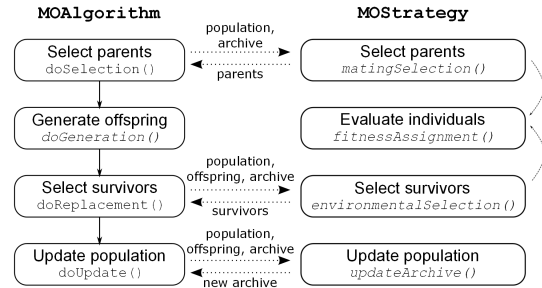 MOAlgorithm
MOStrategy
Select parents
doSelection()
population,
archive
parents
Select parents
matingSelection()
Generate offspring
doGeneration()
Evaluate individuals
fitnessAssignment()
Select survivors
doReplacement()
population,
offspring, archive
survivors
Select survivors
environmentalSelection()
Update population
doUpdate()
population,
offspring, archive
new archive
Update population
updateArchive()